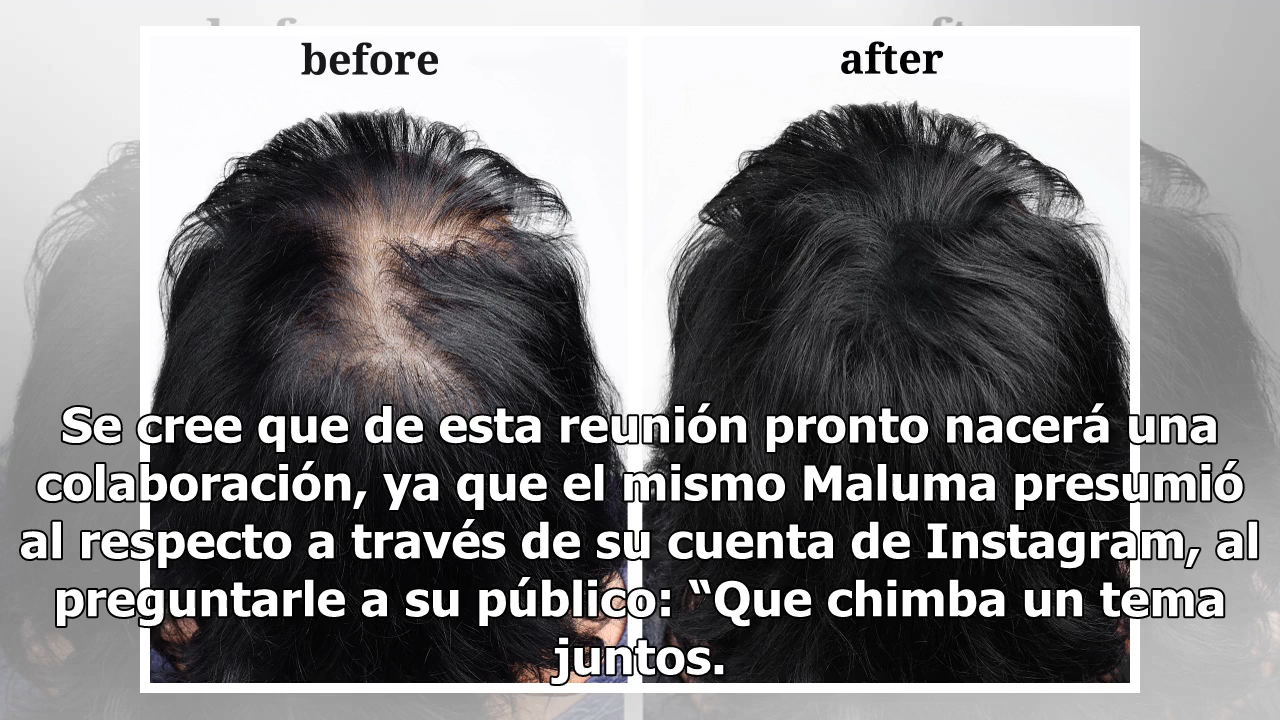 before
after
Se cree que de esta reunión pronto nacerá una
colaboración, ya que el mismo Maluma presumió
al respecto a través de su cuenta de Instagram, al
preguntarle a su público: “Que chimba un tema
juntos.